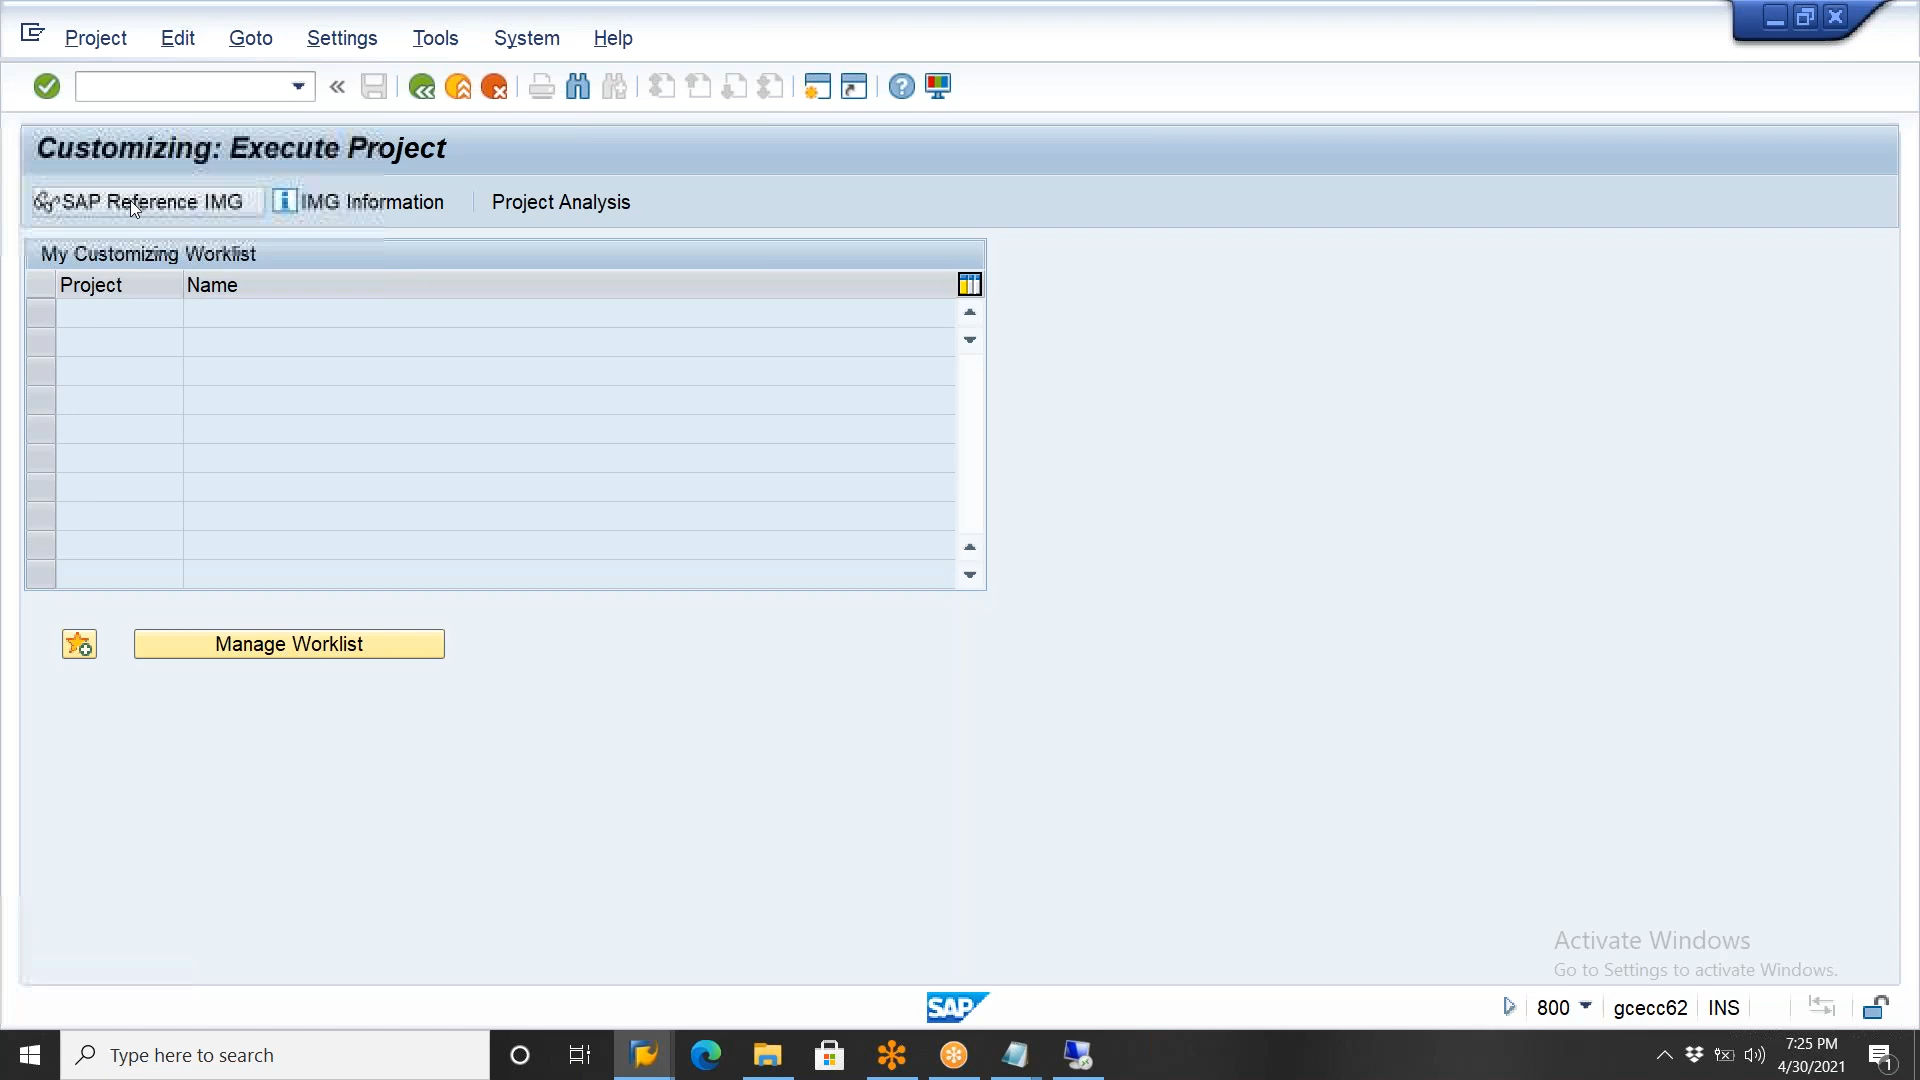 Project Edit Goto Settings Tools System Help
Customizing: Execute Project
SAP Reference IMG IMG Information Project Analysis
My Customizing Worklist
Project Name
Manage Worklist
Activate Windows
Go to Settings to activate Windows.
SAP 800 gcecc62 INS
Type here to search
7:25 PM
4/30/2021
1